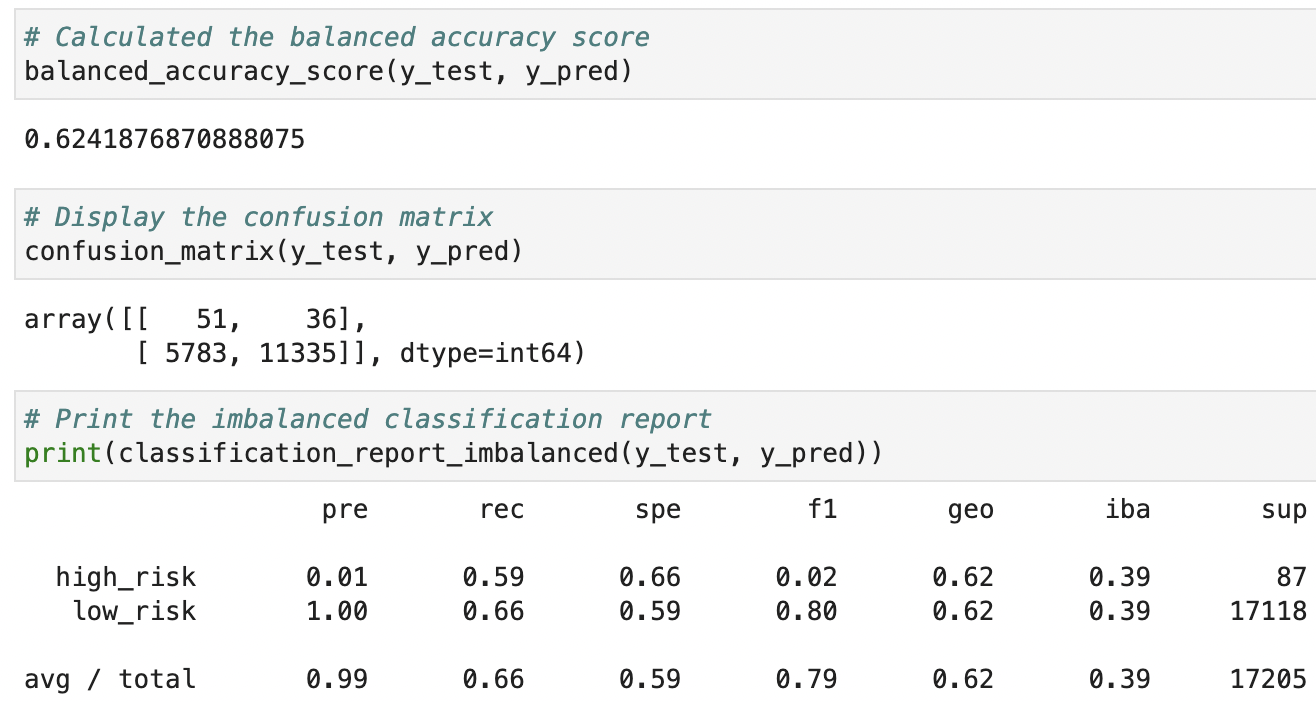 # Calculated the balanced accuracy score
balanced_accuracy_score(y_test, y_pred)
0.6241876870888075
# Display the confusion matrix
confusion_matrix(y_test, y_pred)
array([[   51,    36],
       [ 5783, 11335]], dtype=int64)
# Print the imbalanced classification report
print(classification_report_imbalanced(y_test, y_pred))
                   pre       rec       spe        f1       geo       iba       sup
  high_risk       0.01      0.59      0.66      0.02      0.62      0.39        87
   low_risk       1.00      0.66      0.59      0.80      0.62      0.39     17118
avg / total       0.99      0.66      0.59      0.79      0.62      0.39     17205